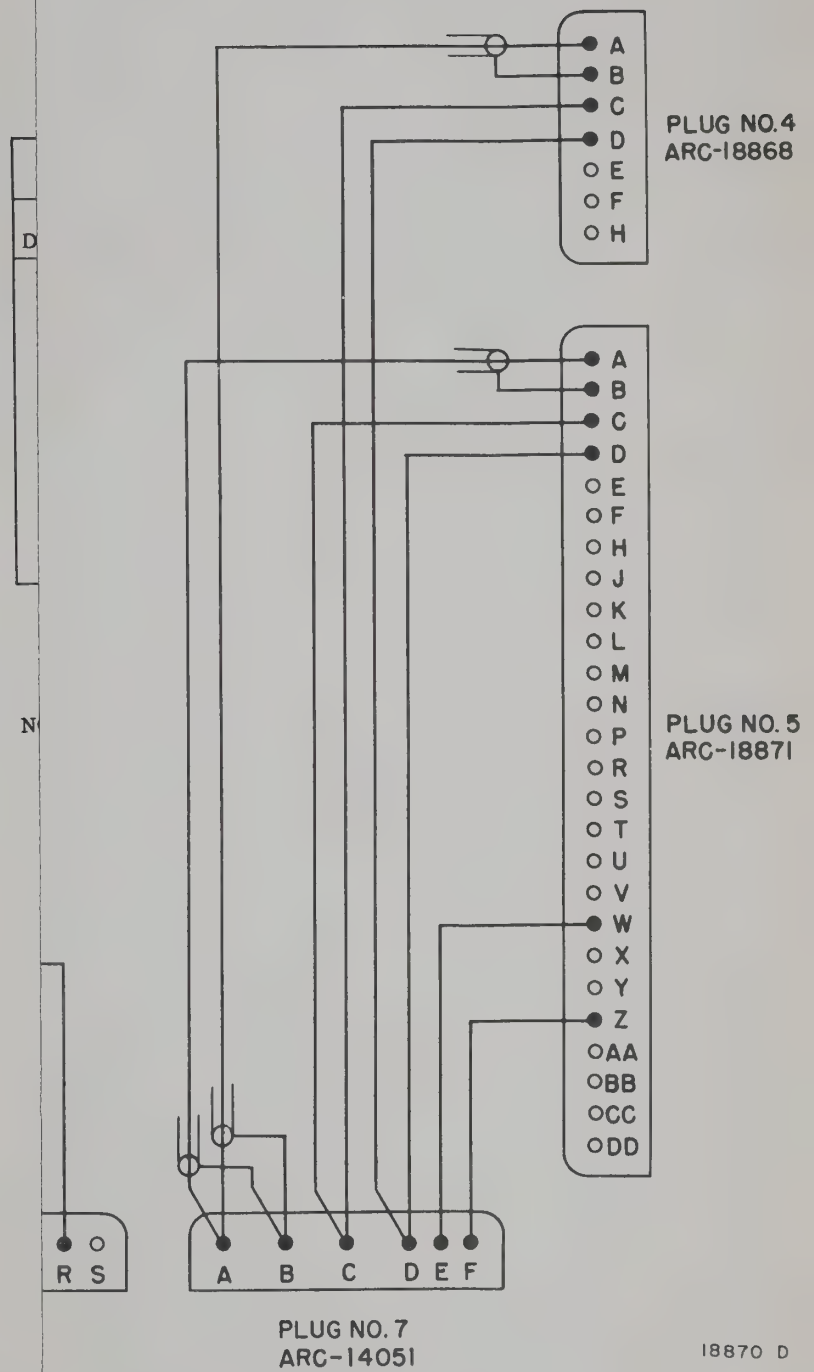 A
B
C
D
E
F
H
PLUG NO. 4
ARC-18868
D
A
B
C
D
E
F
H
J
K
L
M
N
P
R
S
T
U
V
W
X
Y
Z
AA
BB
CC
DD
N
PLUG NO. 5
ARC-18871
R S
A B C D E F
PLUG NO. 7
ARC-14051
18870 D